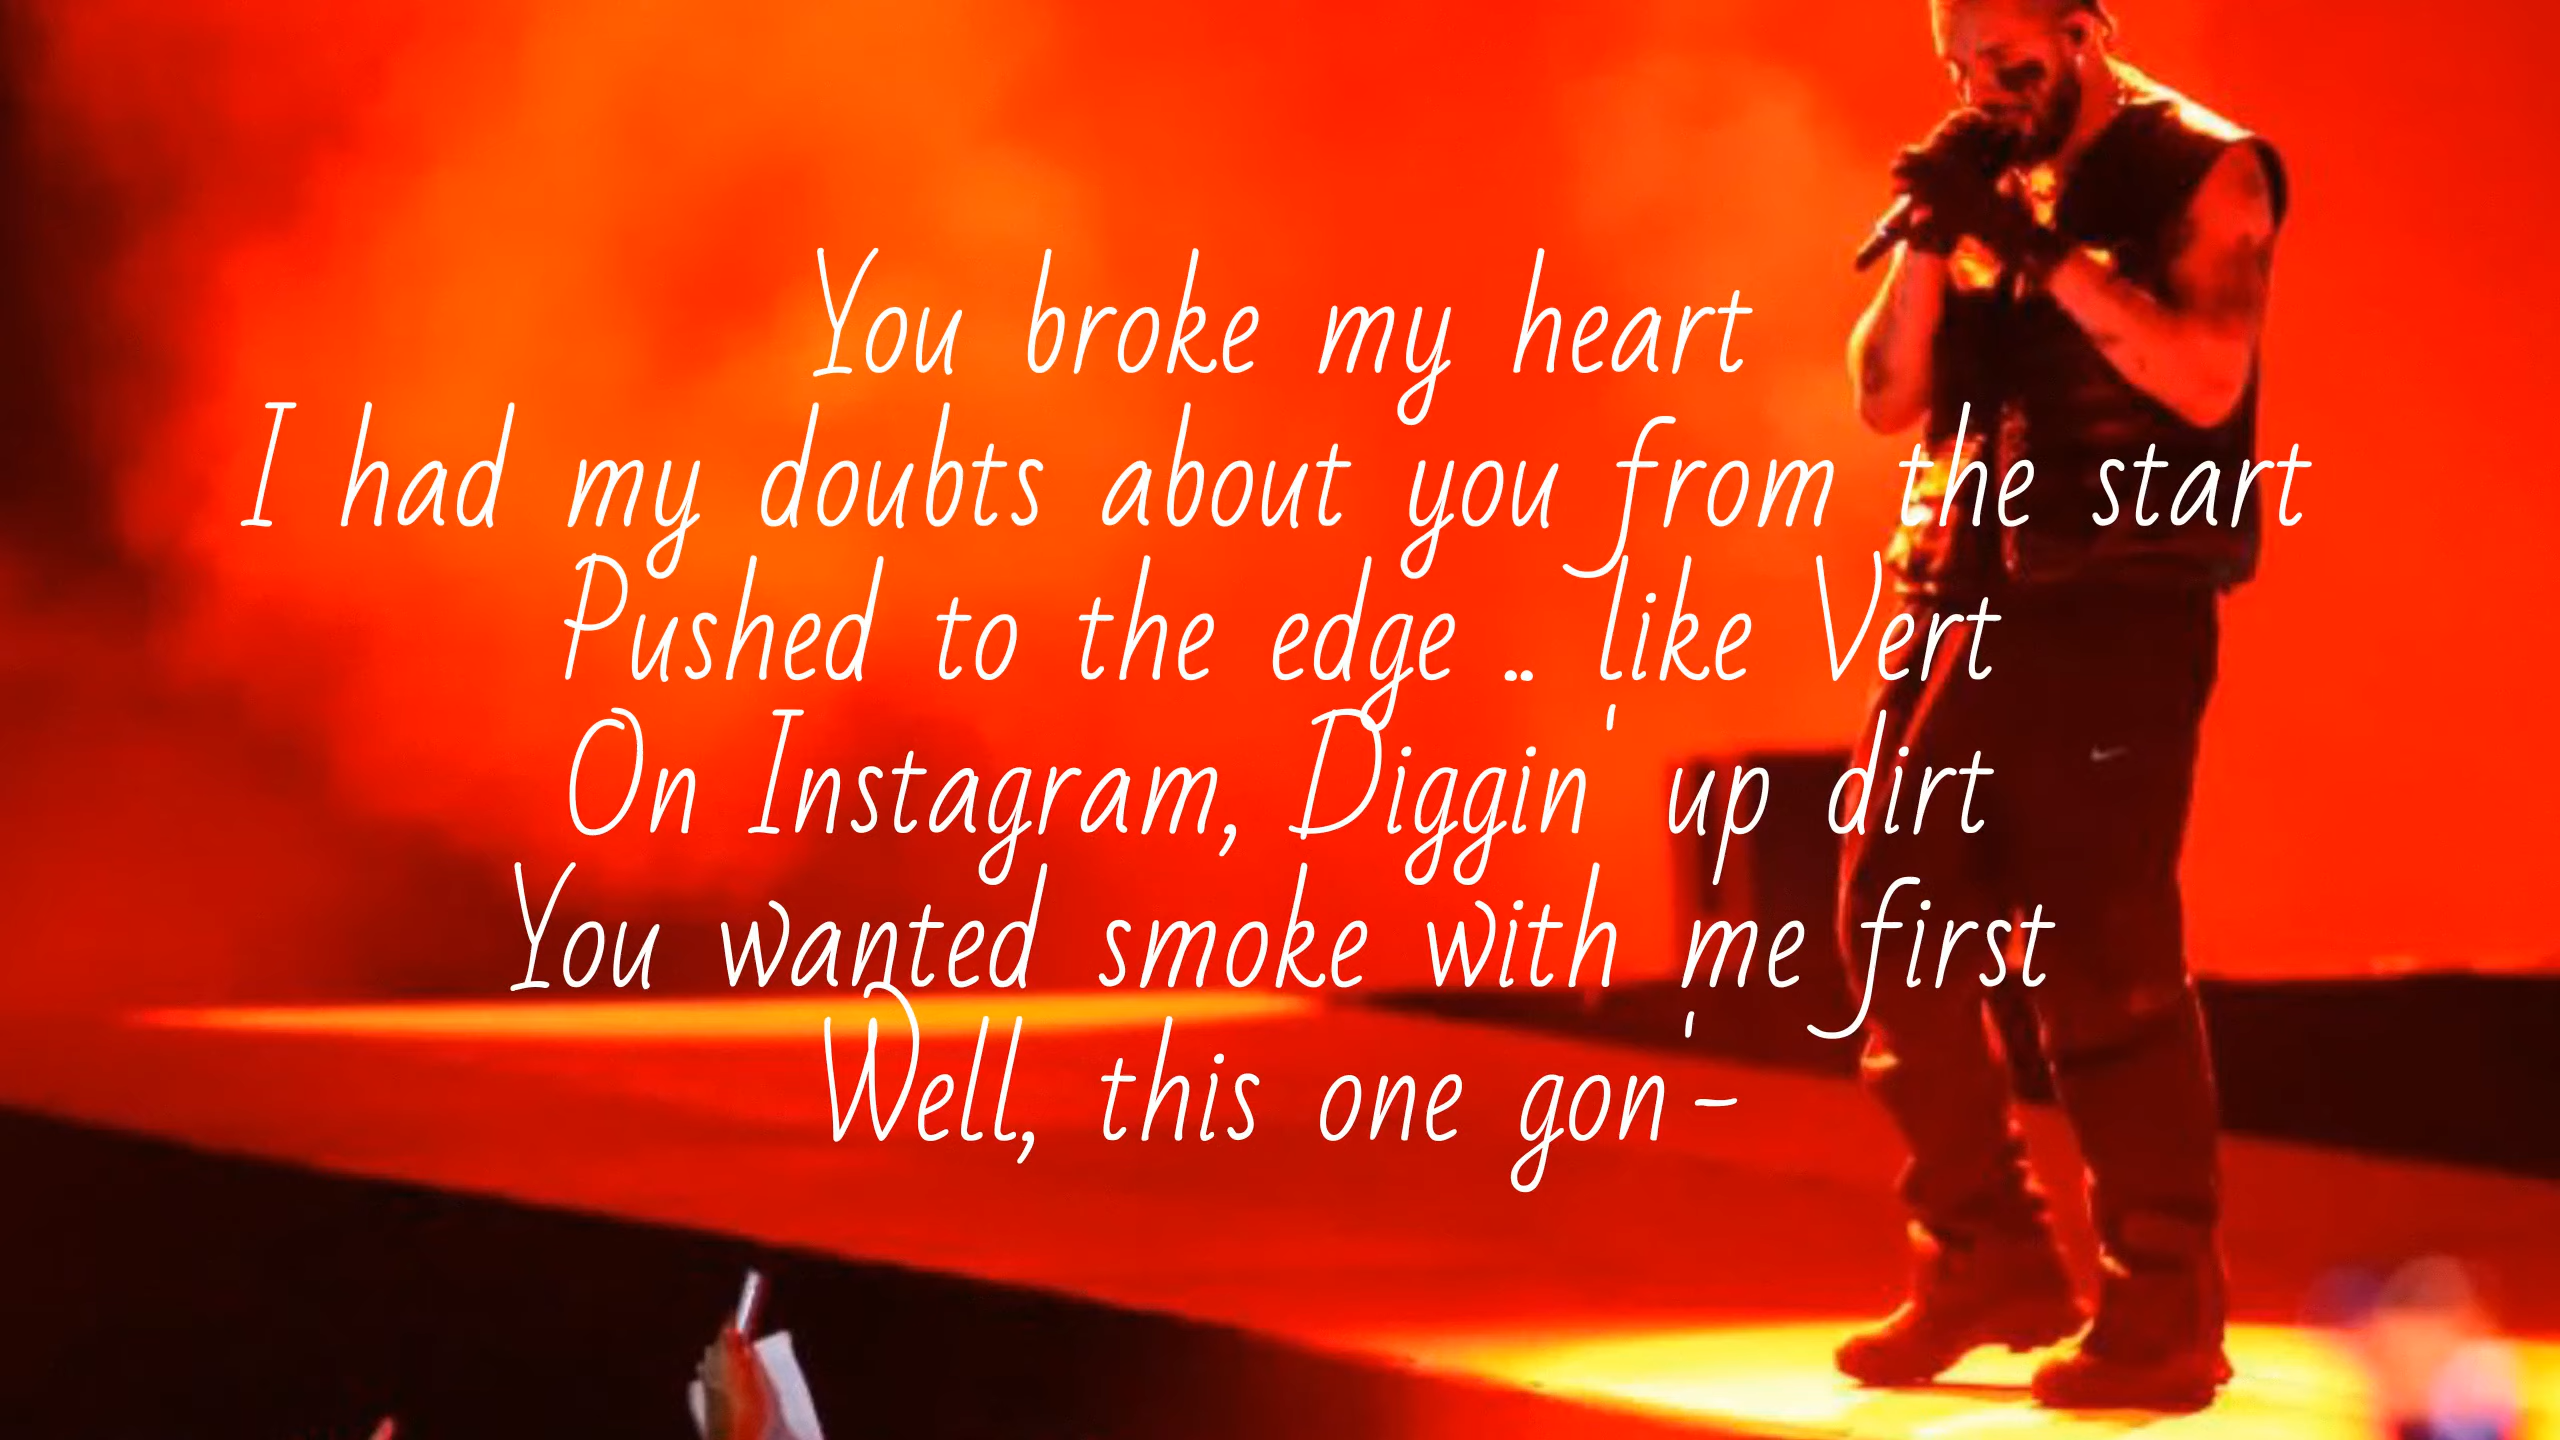 You broke my heart
I had my doubts about you from the start
Pushed to the edge .. like Vert
On Instagram, Diggin' up dirt
You wanted smoke with me first
Well, this one gon'-